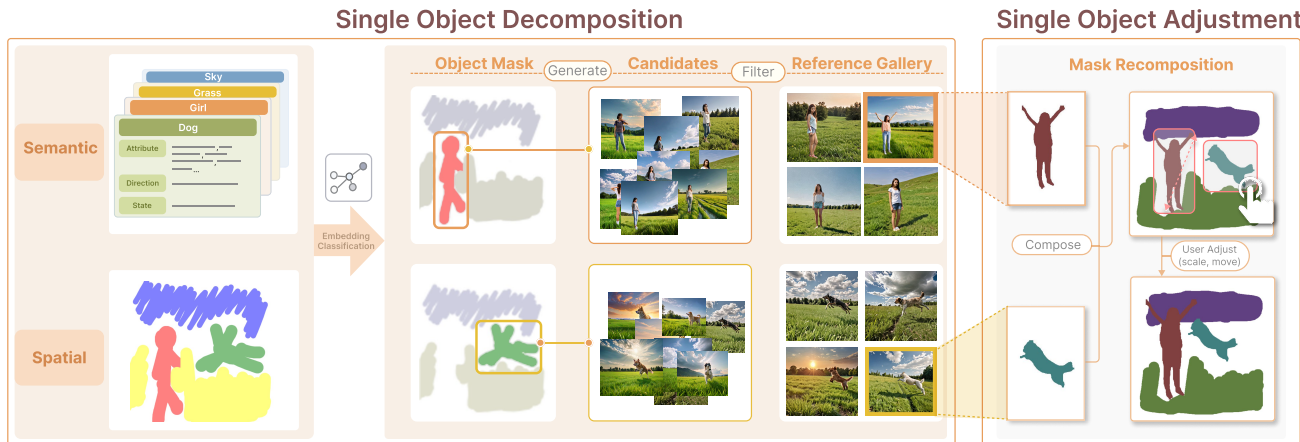 Single Object Decomposition
Single Object Adjustment
Semantic
Sky
Grass
Girl
Dog
Attribute
Direction
State
Spatial
Embedding
Classification
Object Mask
Generate
Candidates
Filter
Reference Gallery
Mask Recomposition
Compose
User Adjust
(scale, move)